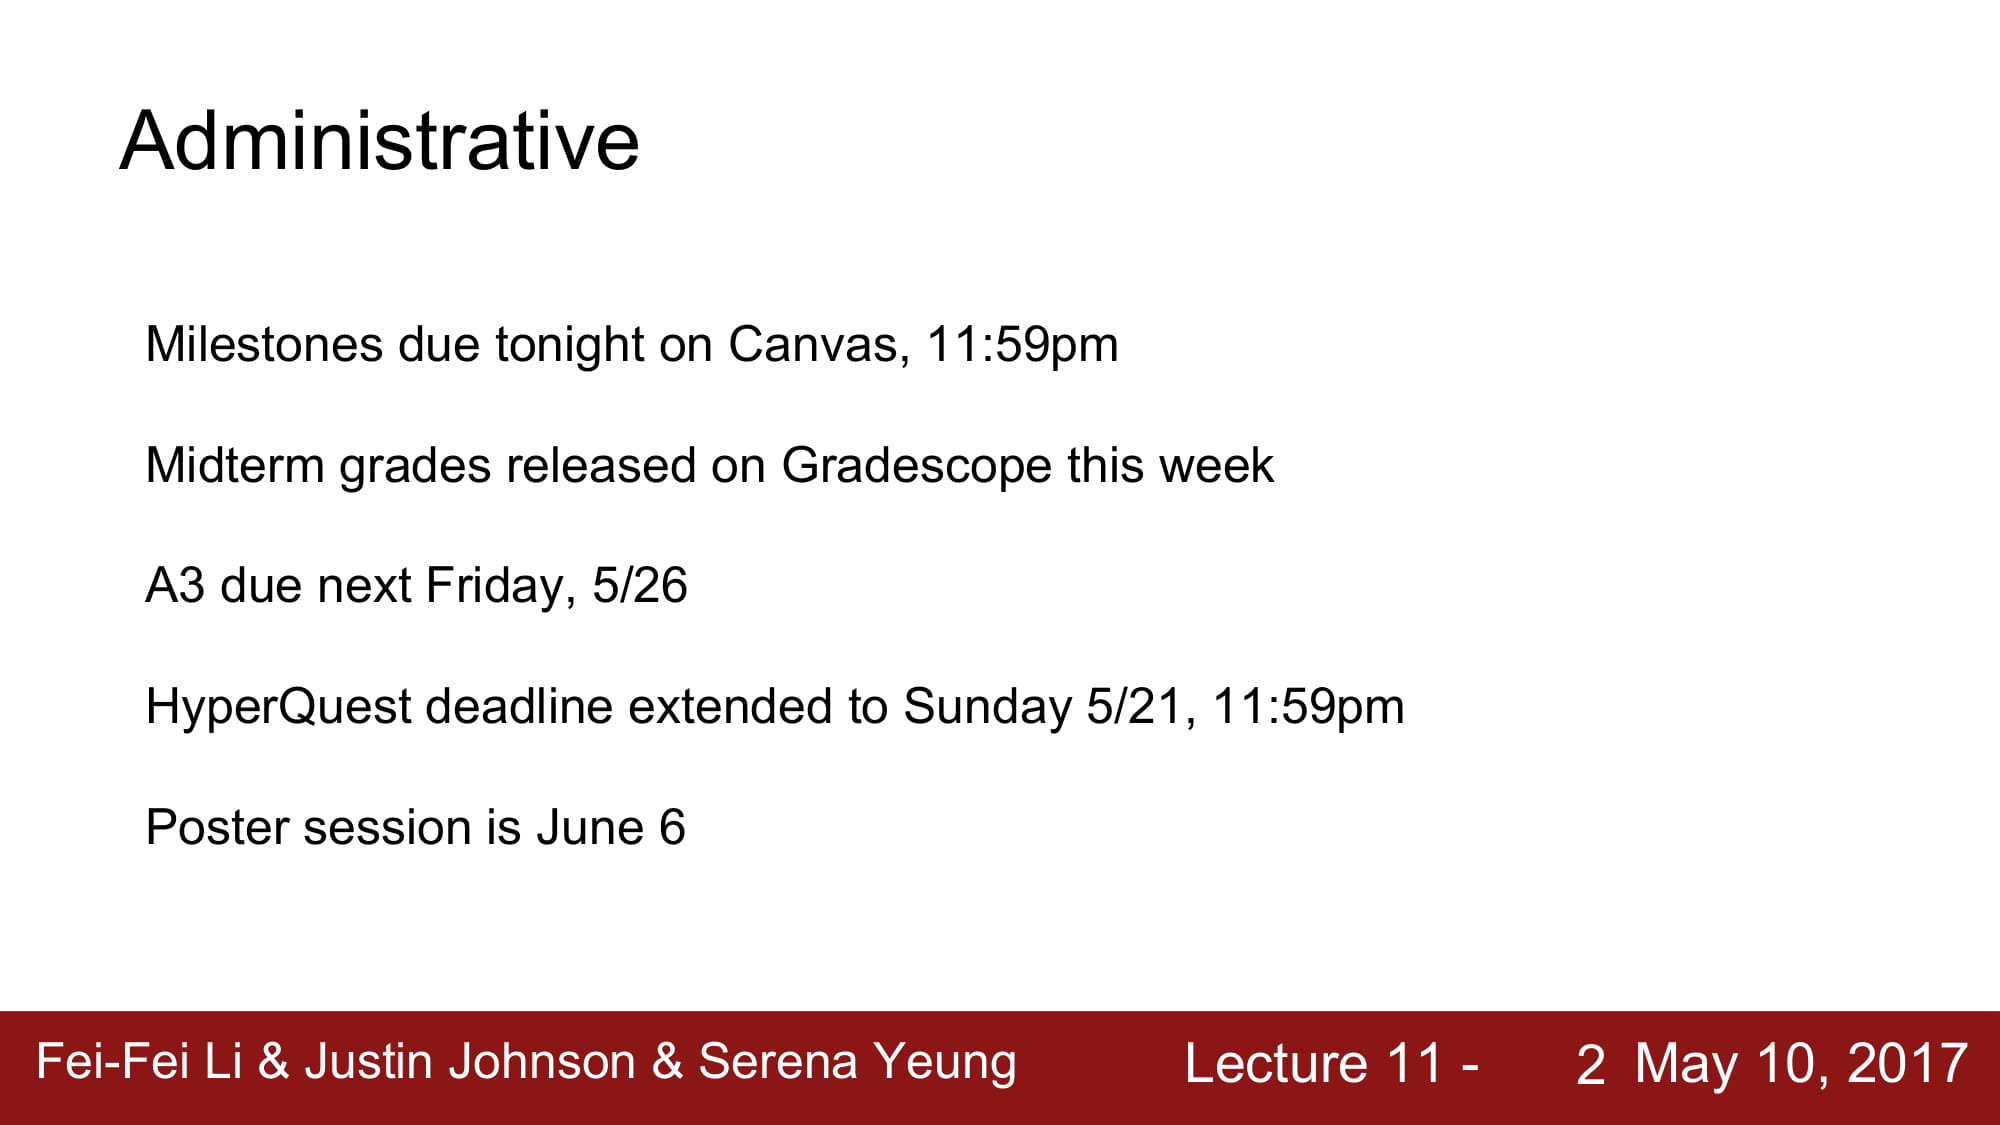 Administrative
Milestones due tonight on Canvas, 11:59pm
Midterm grades released on Gradescope this week
A3 due next Friday, 5/26
HyperQuest deadline extended to Sunday 5/21, 11:59pm
Poster session is June 6
Fei-Fei Li & Justin Johnson & Serena Yeung Lecture 11 - 2 May 10, 2017